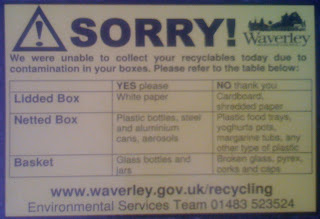 SORRY! Waverley
We were unable to collect your recyclables today due to
contamination in your boxes. Please refer to the table below:
YES please NO thank you
Lidded Box White paper Cardboard,
shredded paper
Netted Box Plastic bottles, steel Plastic food trays,
and aluminium yoghurts pots,
cans, aerosols margarine tubs, any
other type of plastic
Basket Glass bottles and Broken glass, pyrex,
jars corks and caps
www.waverley.gov.uk/recycling
Environmental Services Team 01483 523524